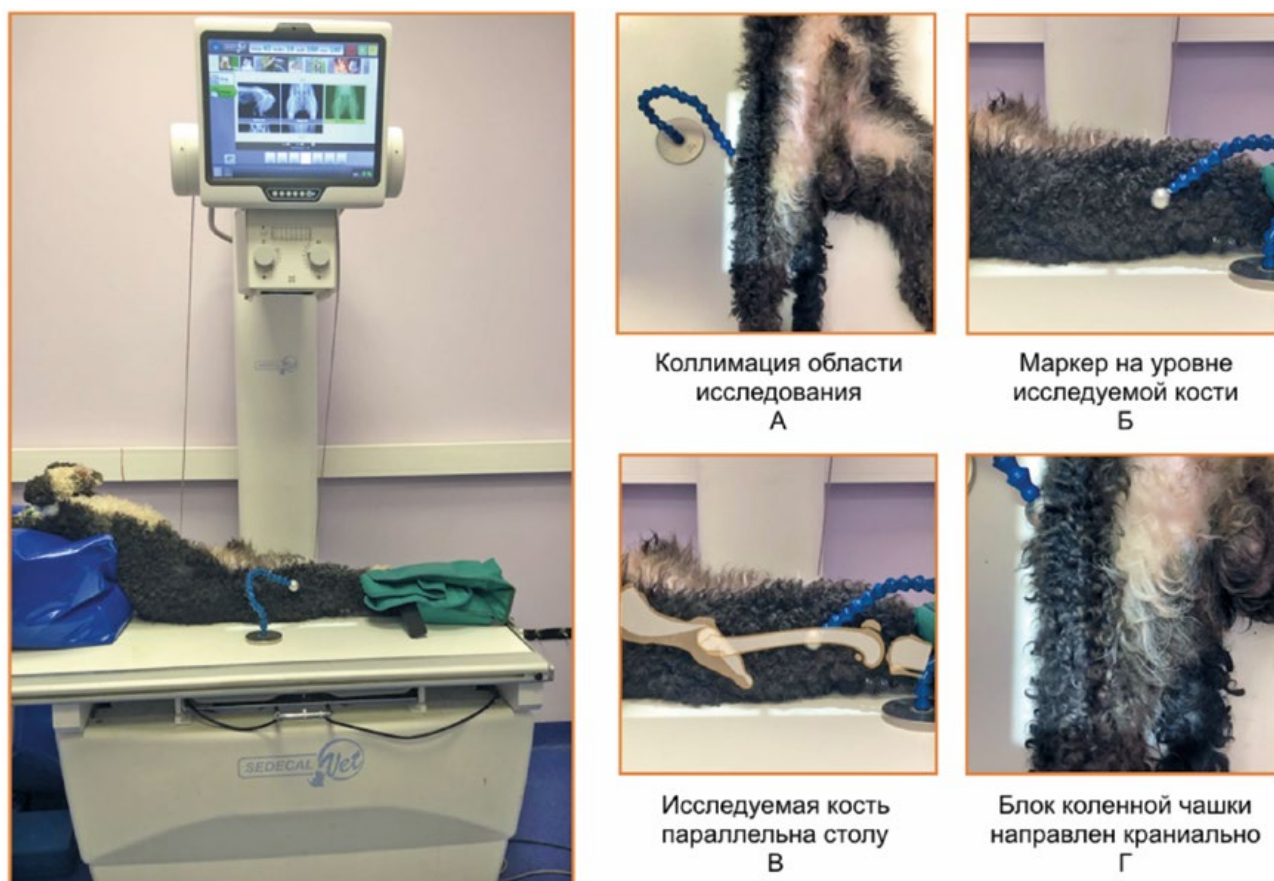 SEDECAL Vet
Коллимация области
исследования
А
Маркер на уровне
исследуемой кости
Б
Исследуемая кость
параллельна столу
В
Блок коленной чашки
направлен краниально
Г